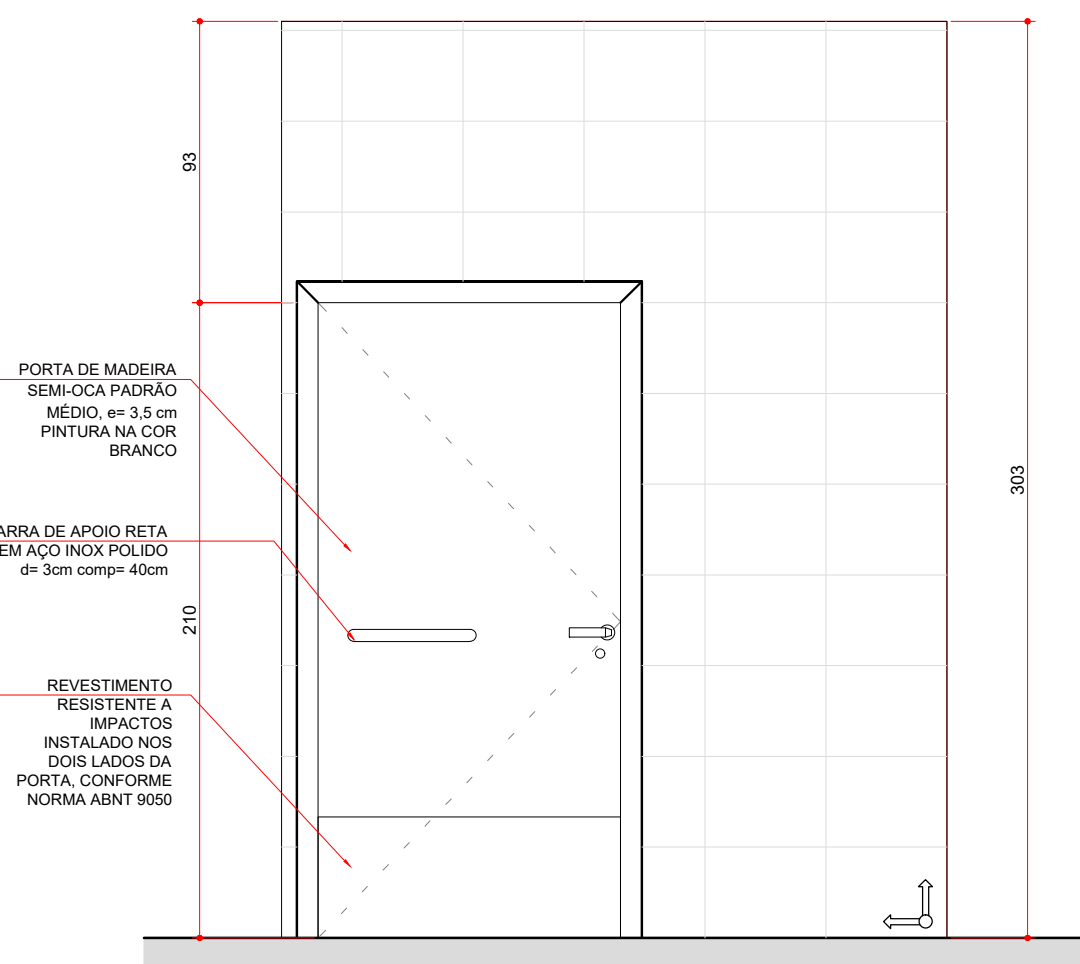 93
PORTA DE MADEIRA
SEMI-OCA PADRÃO
MÉDIO, e= 3,5 cm
PINTURA NA COR
BRANCO
303
ARRA DE APOIO RETA
EM AÇO INOX POLIDO
d= 3cm comp= 40cm
210
REVESTIMENTO
RESISTENTE A
IMPACTOS
INSTALADO NOS
DOIS LADOS DA
PORTA, CONFORME
NORMA ABNT 9050